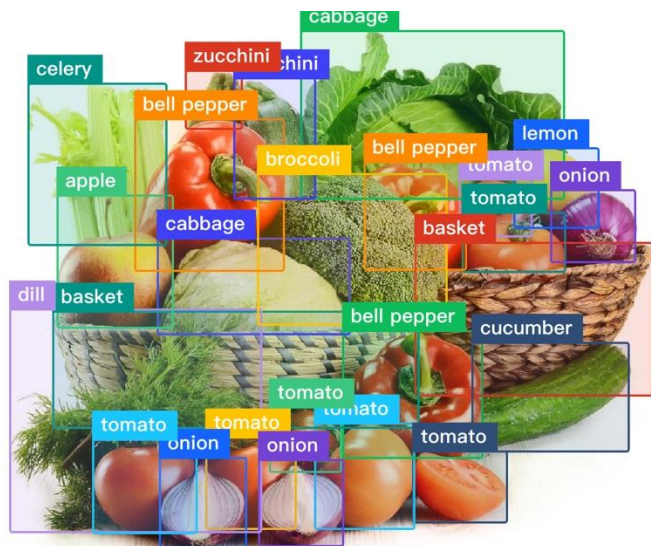 cabbage
zucchini
chini
celery
bell pepper
lemon
broccoli
bell pepper
tomato
onion
apple
tomato
cabbage
basket
dill
basket
bell pepper
cucumber
tomato
tomato
tomato
tomato
onion
onion
tomato